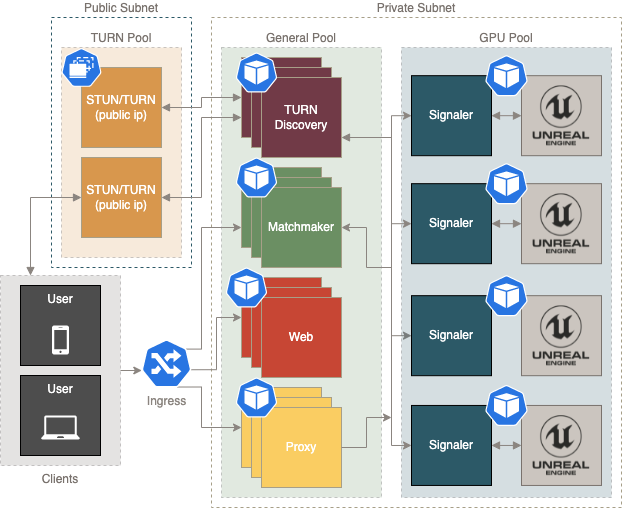 Public Subnet
Private Subnet
TURN Pool
General Pool
GPU Pool
STUN/TURN
(public ip)
STUN/TURN
(public ip)
TURN
Discovery
Matchmaker
Web
Proxy
Signaler
UNREAL
ENGINE
Signaler
UNREAL
ENGINE
Signaler
UNREAL
ENGINE
Signaler
UNREAL
ENGINE
User
User
Clients
Ingress